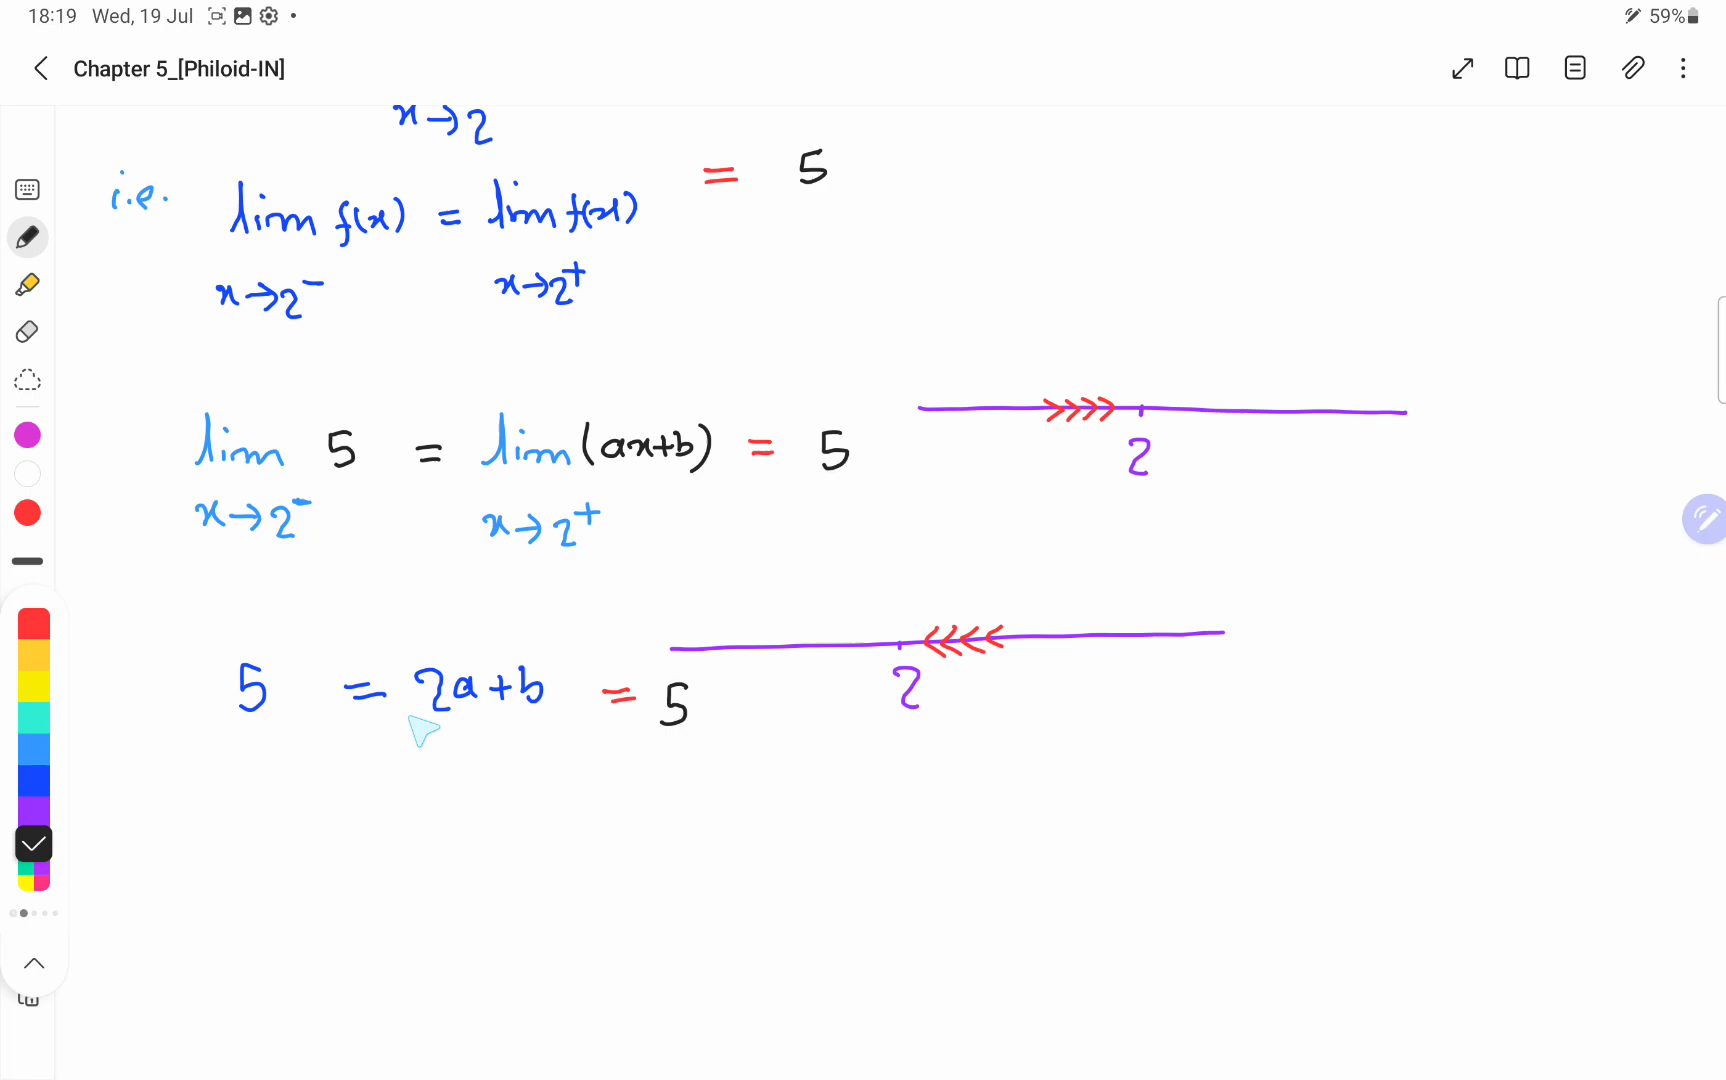 18:19 Wed, 19 Jul 59%
Chapter 5_[Philoid-IN]
x→2
i.e. lim f(x) = lim f(x) = 5
x→2⁻ x→2⁺
lim 5 = lim (ax+b) = 5
x→2⁻ x→2⁺
2
5 = 2a+b = 5
2